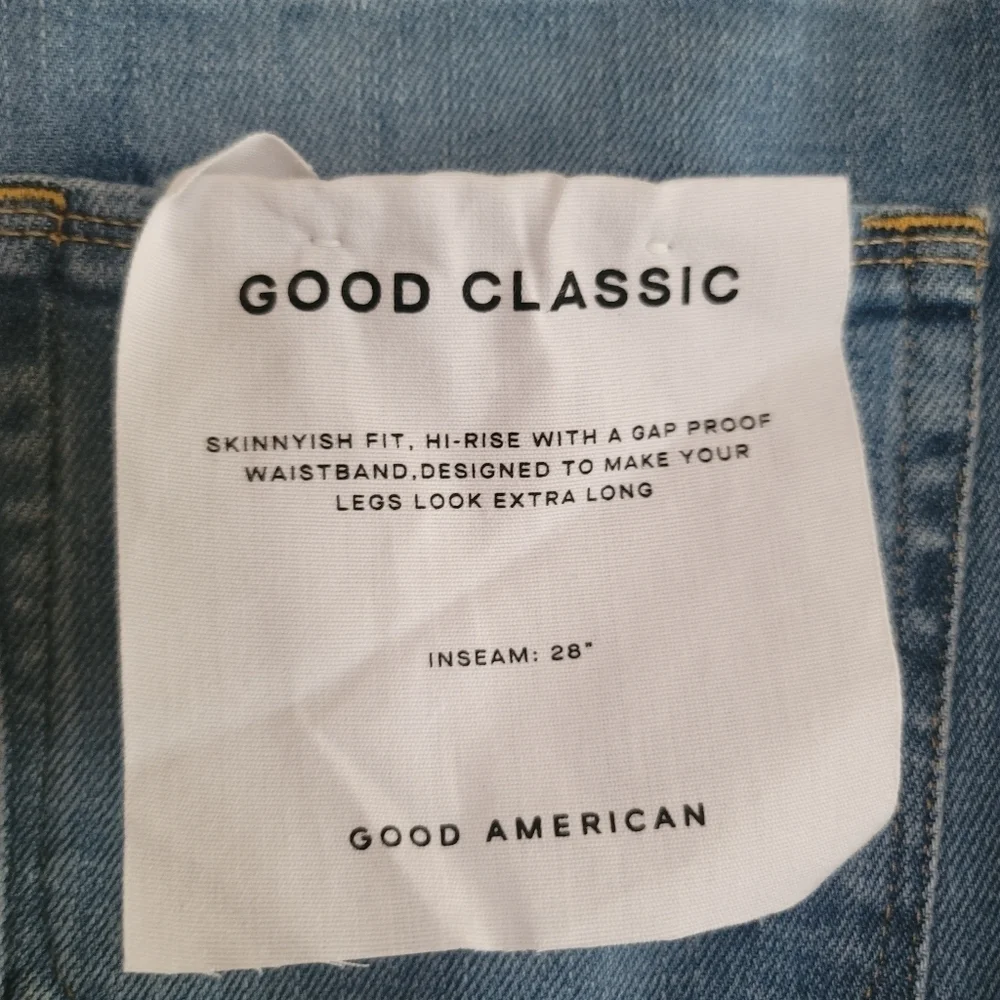 GOOD CLASSIC
SKINNYISH FIT, HI-RISE WITH A GAP PROOF
WAISTBAND,DESIGNED TO MAKE YOUR
LEGS LOOK EXTRA LONG
INSEAM: 28"
GOOD AMERICAN